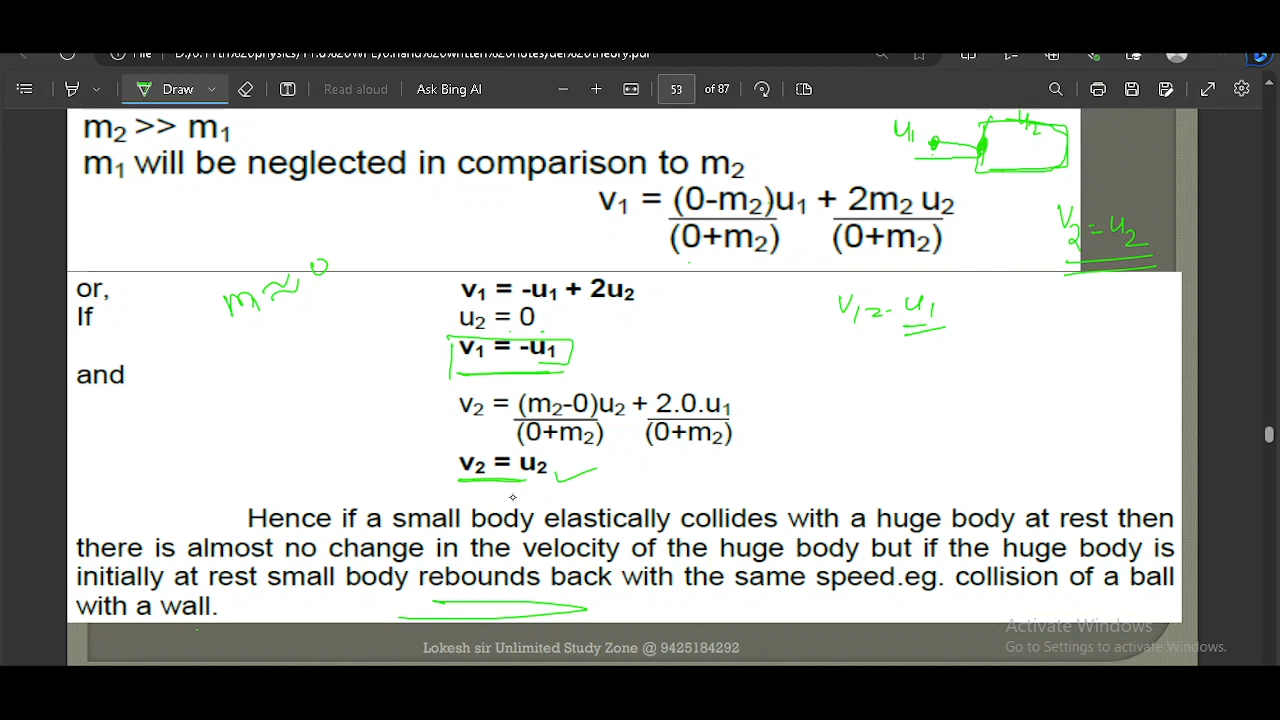 Draw
Read aloud
Ask Bing AI
53
of 87
m₂ >> m₁
m₁ will be neglected in comparison to m₂
v₁ = (0-m₂)u₁ + 2m₂ u₂
(0+m₂) (0+m₂)
u₁
u₂
V₂ = u₂
or,
m ≈ 0
v₁ = -u₁ + 2u₂
If
u₂ = 0
V₁ = - u₁
v₁ = -u₁
and
v₂ = (m₂-0)u₂ + 2.0.u₁
(0+m₂) (0+m₂)
v₂ = u₂
Hence if a small body elastically collides with a huge body at rest then
there is almost no change in the velocity of the huge body but if the huge body is
initially at rest small body rebounds back with the same speed.eg. collision of a ball
with a wall.
Activate Windows
Go to Settings to activate Windows.
Lokesh sir Unlimited Study Zone @ 9425184292